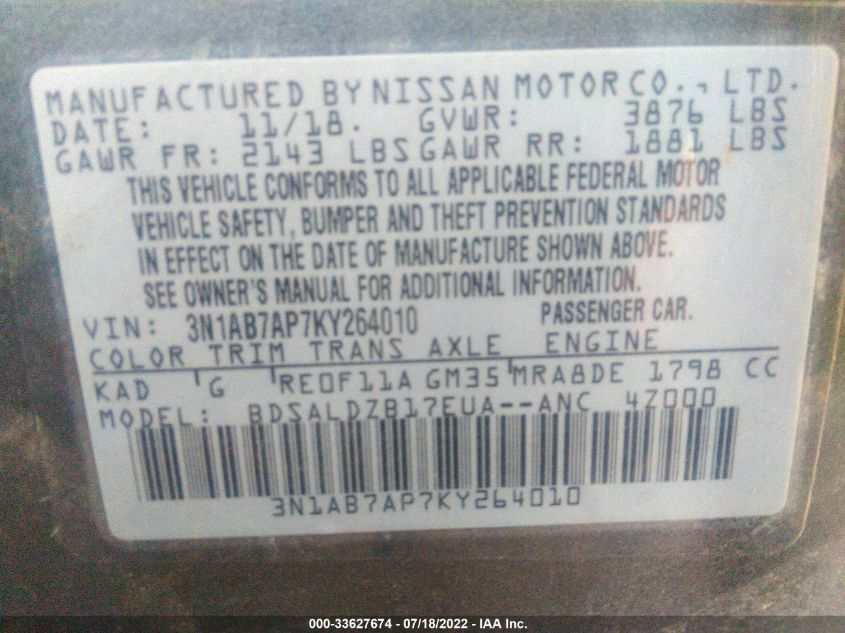 MANUFACTURED BY NISSAN MOTOR CO., LTD.
DATE: 11/18. GVWR: 3876 LBS
GAWR FR: 2143 LBS GAWR RR: 1881 LBS
THIS VEHICLE CONFORMS TO ALL APPLICABLE FEDERAL MOTOR
VEHICLE SAFETY, BUMPER AND THEFT PREVENTION STANDARDS
IN EFFECT ON THE DATE OF MANUFACTURE SHOWN ABOVE.
SEE OWNER'S MANUAL FOR ADDITIONAL INFORMATION.
VIN: 3N1AB7AP7KY264010 PASSENGER CAR.
COLOR TRIM TRANS AXLE ENGINE
KAD G RE0F11A GM35 MRA8DE 1798 CC
MODEL: BDSALDZB17EUA--ANC 4Z000
3N1AB7AP7KY264010
000-33627674 / 07/18/2022 - IAA Inc.